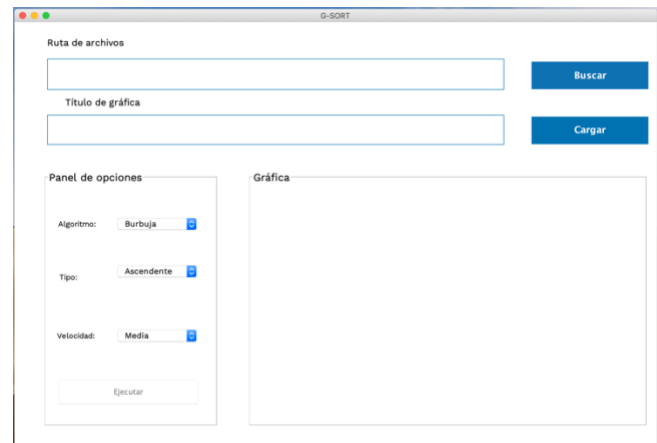 G-SORT
Ruta de archivos
Buscar
Título de gráfica
Cargar
Panel de opciones
Gráfica
Algoritmo: Burbuja
Tipo: Ascendente
Velocidad: Media
Ejecutar